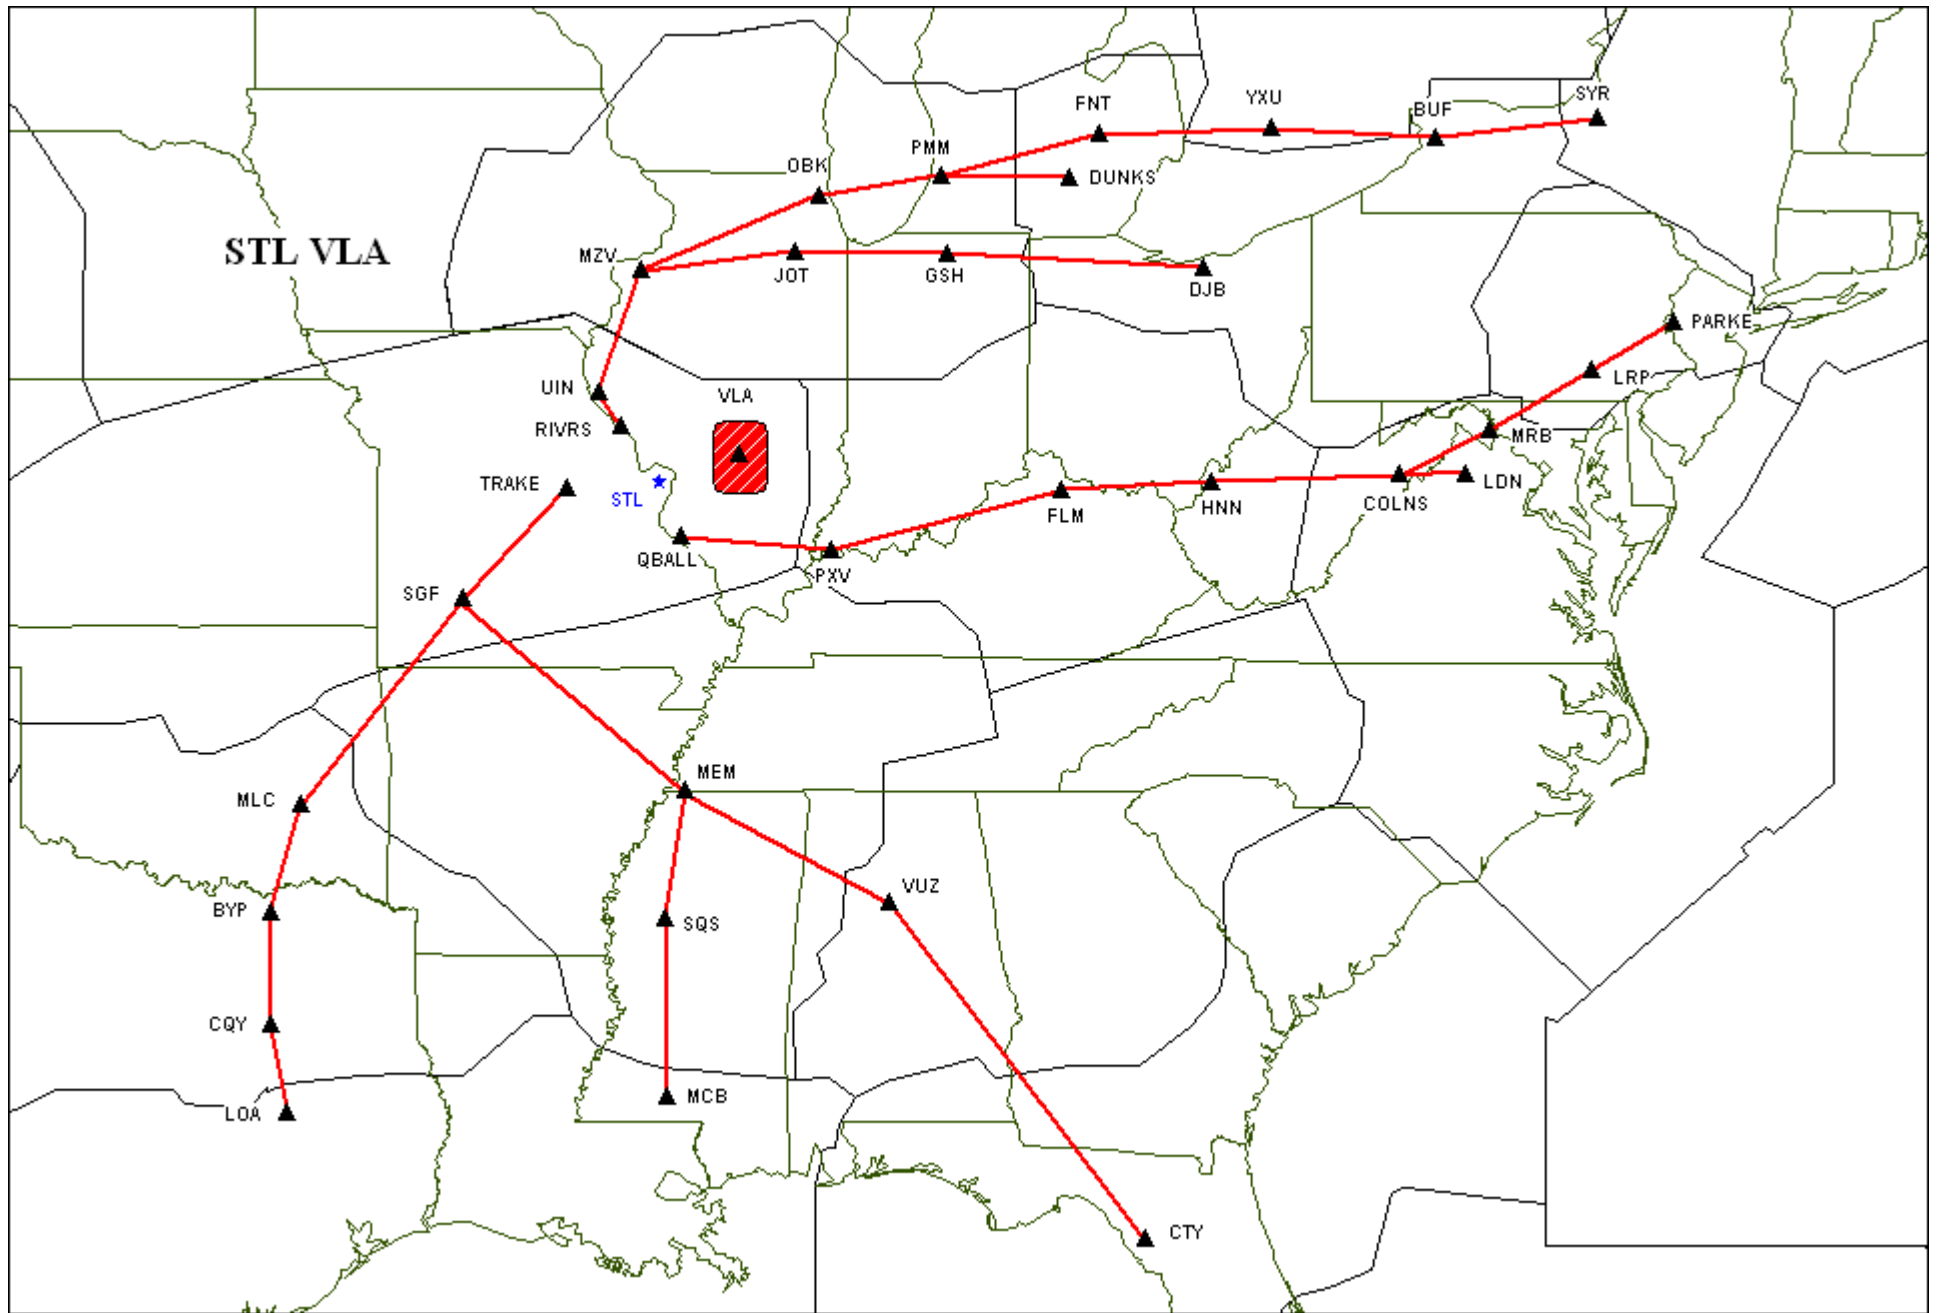 SYR
YXU
FNT
BUF
PMM
OBK
DUNKS
STL VLA
MZV
JOT
GSH
DJB
PARKE
LRP
UIN
VLA
RIVRS
MRB
TRAKE
STL
LDN
COLNS
HNN
FLM
QBALL
PXV
SGF
MEM
MLC
VUZ
BYP
SQS
CQY
MCB
LOA
CTY